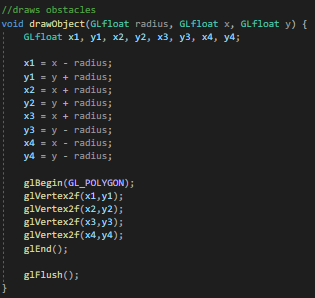 //draws obstacles
void drawObject(GLfloat radius, GLfloat x, GLfloat y) {
GLfloat x1, y1, x2, y2, x3, y3, x4, y4;
x1 = x - radius;
y1 = y + radius;
x2 = x + radius;
y2 = y + radius;
x3 = x + radius;
y3 = y - radius;
x4 = x - radius;
y4 = y - radius;
glBegin(GL_POLYGON);
glVertex2f(x1,y1);
glVertex2f(x2,y2);
glVertex2f(x3,y3);
glVertex2f(x4,y4);
glEnd();
glFlush();
}